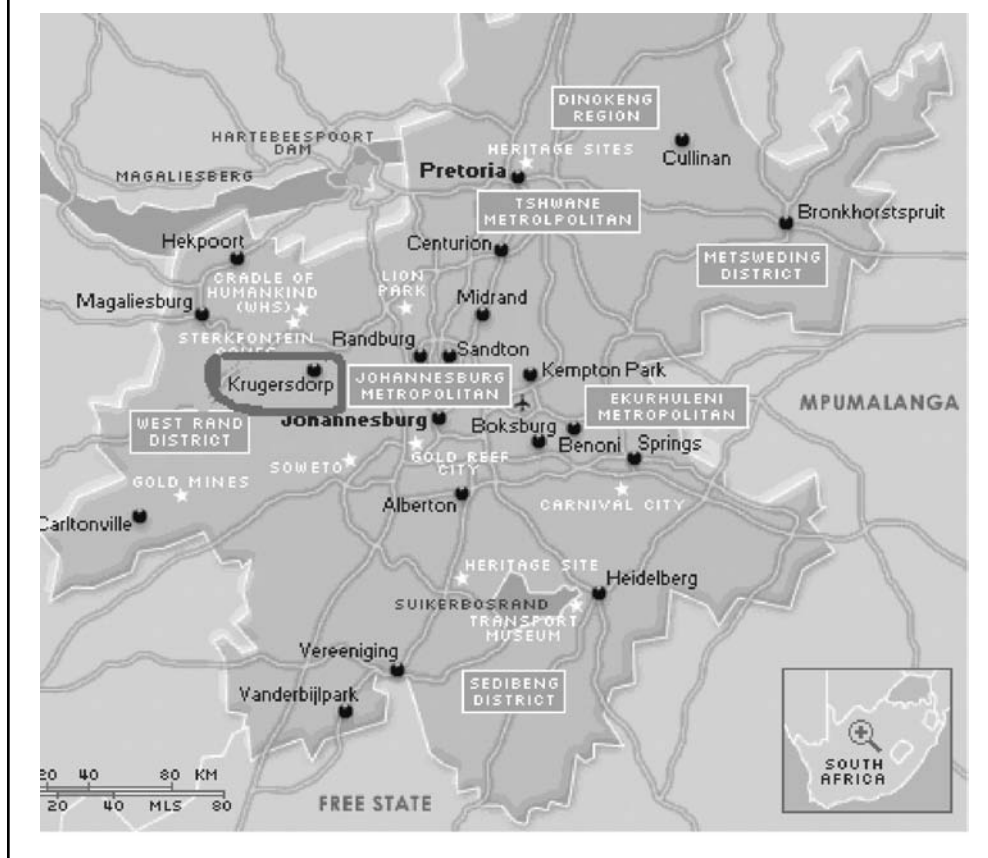 DINOKENG
REGION
HARTEBEESPOORT
DAM
HERITAGE SITES
Cullinan
Pretoria
MAGALIESBERG
TSHWANE
METROLPOLITAN
Bronkhorstspruit
Hekpoort
Centurion
METSWEDING
DISTRICT
CRADLE OF
HUMANKIND
(WHS)
LION
PARK
Magaliesburg
Midrand
STERKFONTEIN
Randburg
Sandton
Krugersdorp
JOHANNESBURG
METROPOLITAN
Kempton Park
EKURHULENI
METROPOLITAN
MPUMALANGA
WEST RAND
DISTRICT
Johannesburg
Boksburg
Benoni
Springs
SOWETO
GOLD REEF
CITY
GOLD MINES
Alberton
CARNIVAL CITY
Carltonville
HERITAGE SITE
Heidelberg
SUIKERBOSRAND
TRANSPORT
MUSEUM
Vereeniging
Vanderbijlpark
SEDIBENG
DISTRICT
SOUTH
AFRICA
20 40 80 KM
20 40 MLS 80
FREE STATE